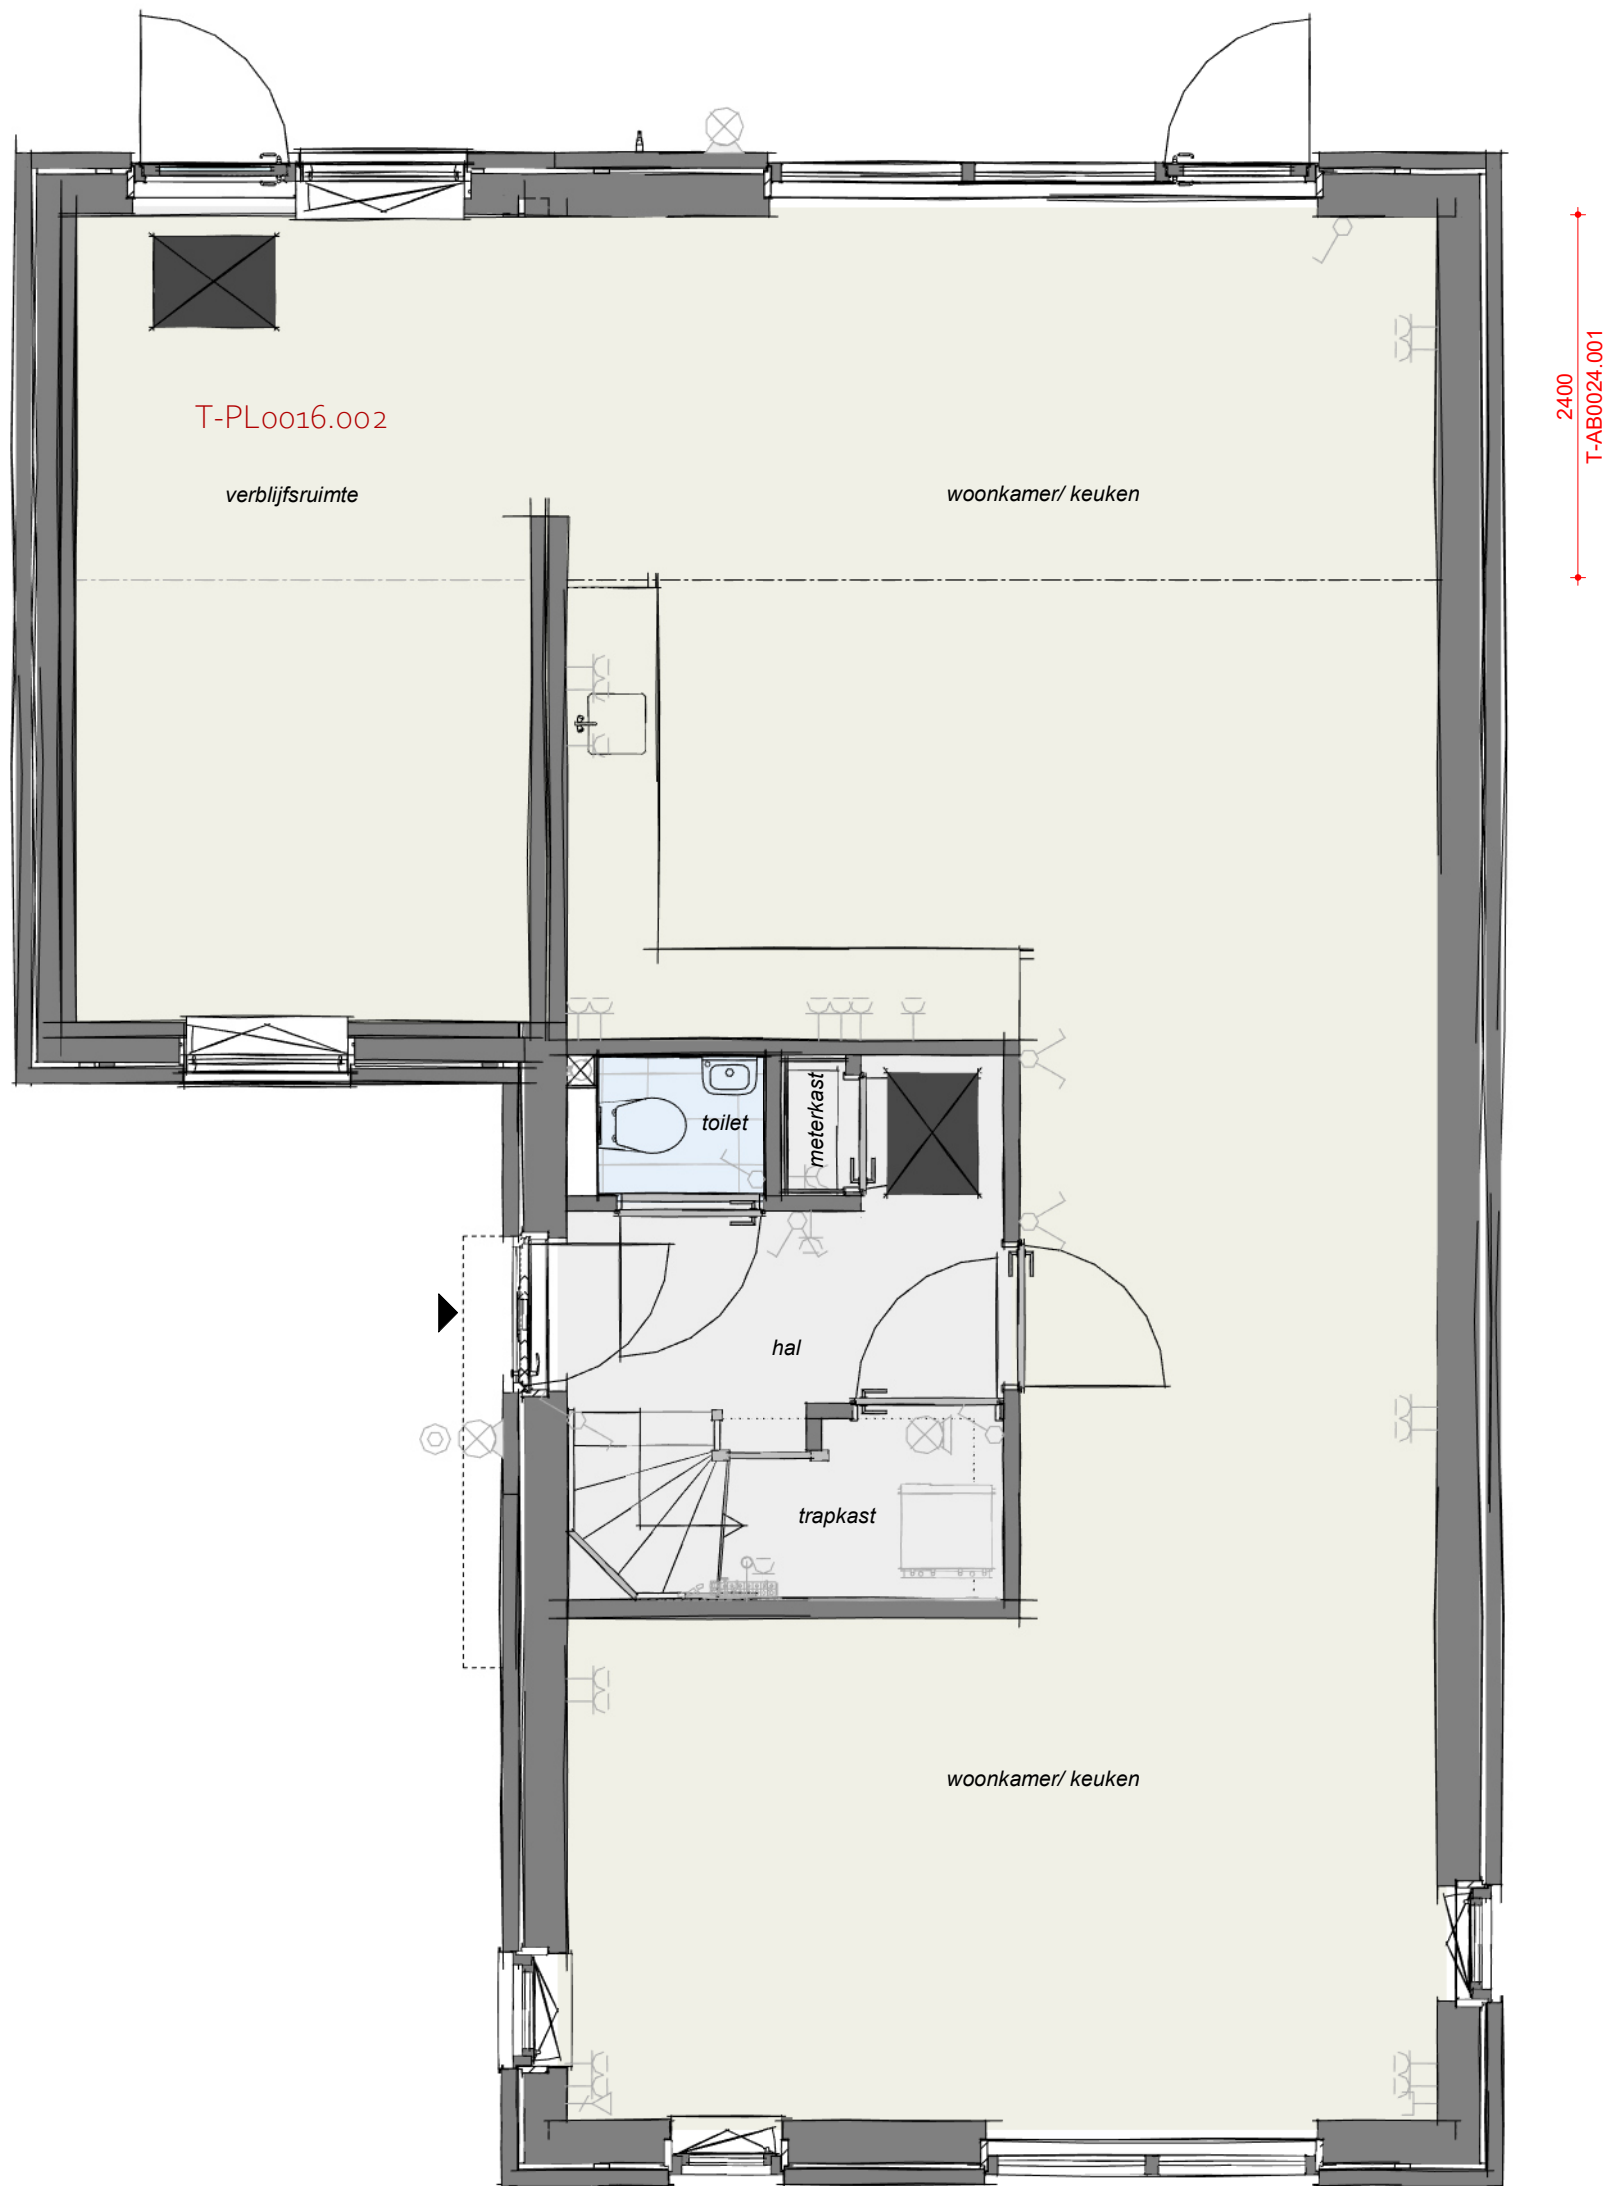 T-PL0016.002
verblijfsruimte
woonkamer/ keuken
2400
T-AB0024.001
toilet
meterkast
hal
trapkast
woonkamer/ keuken